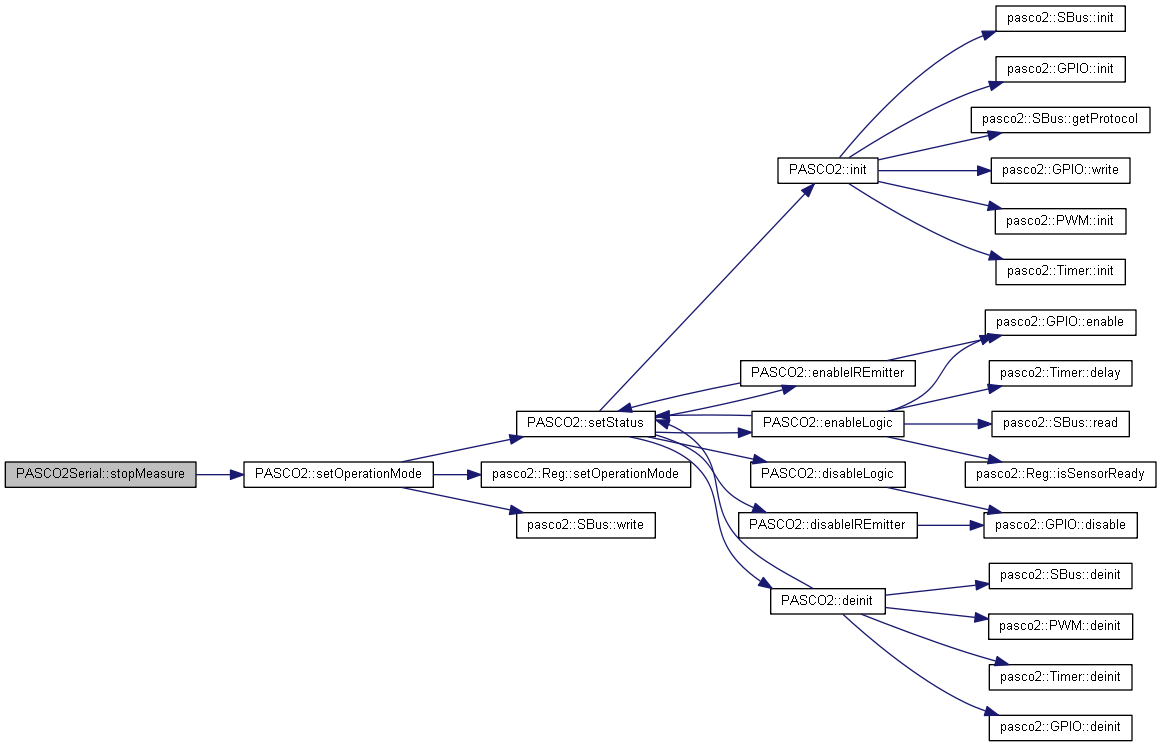 pasco2::SBus::init
pasco2::GPIO::init
pasco2::SBus::getProtocol
PASCO2::init
pasco2::GPIO::write
pasco2::PWM::init
pasco2::Timer::init
pasco2::GPIO::enable
PASCO2::enableIREmitter
pasco2::Timer::delay
PASCO2::setStatus
PASCO2::enableLogic
pasco2::SBus::read
PASCO2Serial::stopMeasure
PASCO2::setOperationMode
pasco2::Reg::setOperationMode
PASCO2::disableLogic
pasco2::Reg::isSensorReady
pasco2::SBus::write
PASCO2::disableIREmitter
pasco2::GPIO::disable
pasco2::SBus::deinit
PASCO2::deinit
pasco2::PWM::deinit
pasco2::Timer::deinit
pasco2::GPIO::deinit